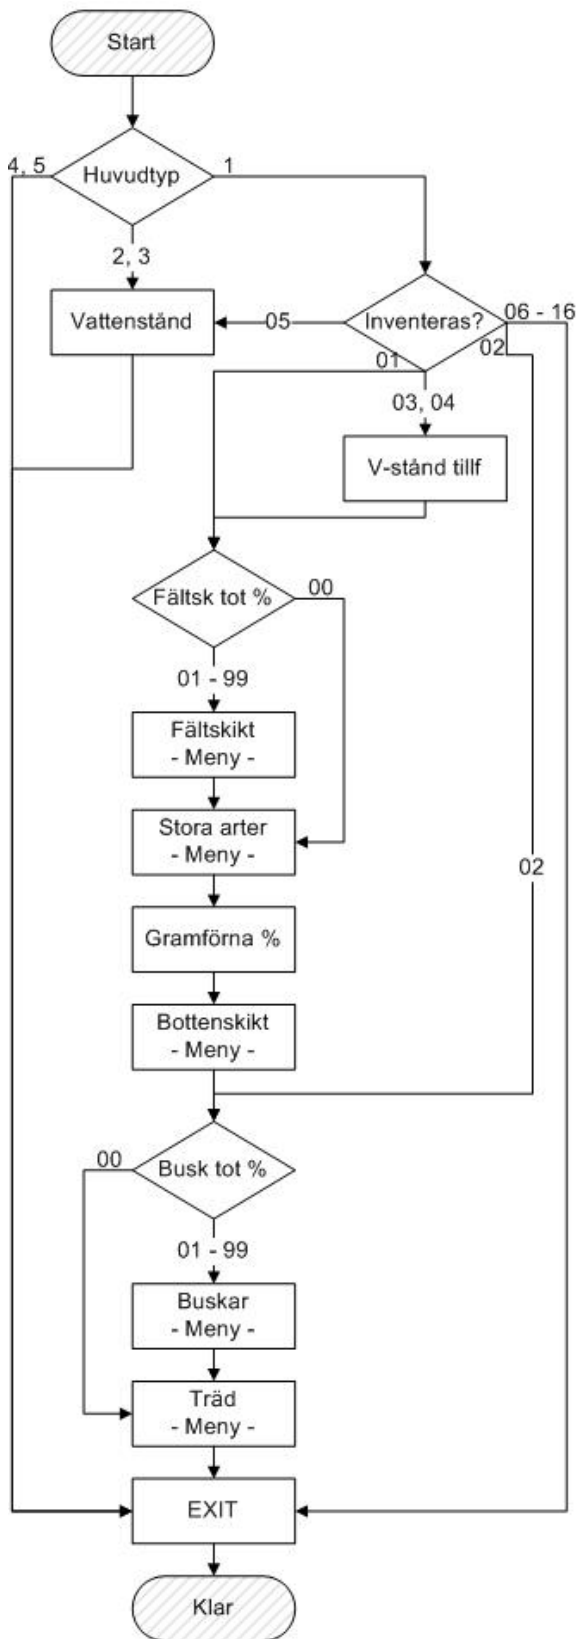 Start
4, 5
Huvudtyp
1
2, 3
Vattenstånd
05
Inventeras?
06 - 16
01
02
03, 04
V-stånd tillf
Fältsk tot %
00
01 - 99
Fältskikt
- Meny -
Stora arter
- Meny -
02
Gramförna %
Bottenskikt
- Meny -
00
Busk tot %
01 - 99
Buskar
- Meny -
Träd
- Meny -
EXIT
Klar